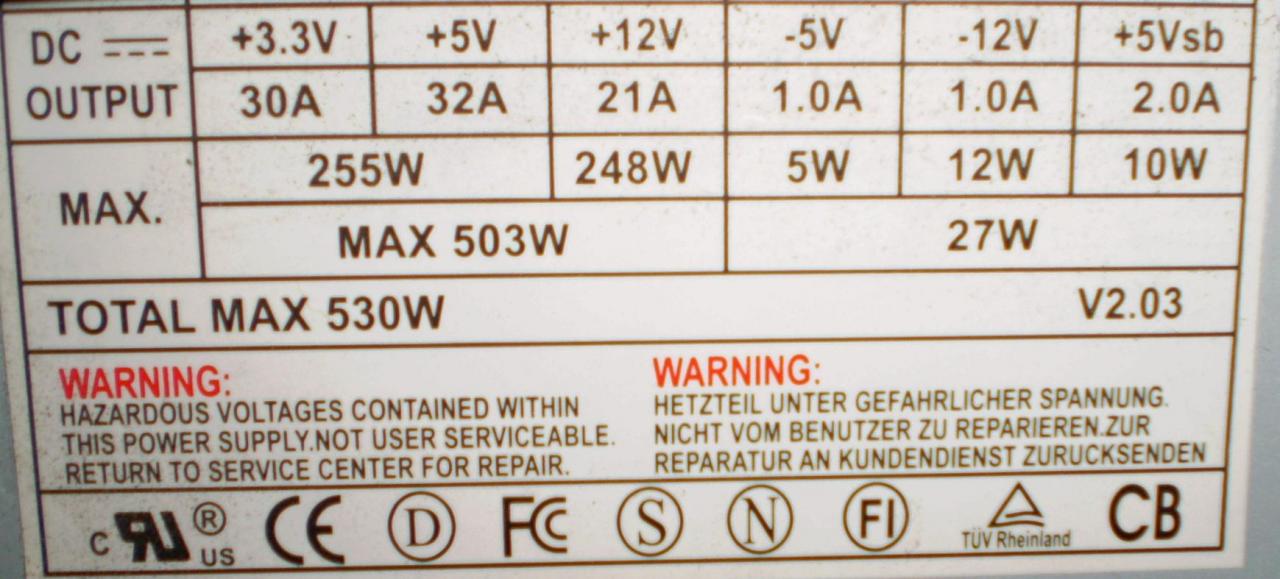 DC +3.3V +5V +12V -5V -12V +5Vsb
OUTPUT 30A 32A 21A 1.0A 1.0A 2.0A
MAX. 255W 248W 5W 12W 10W
MAX 503W 27W
TOTAL MAX 530W V2.03
WARNING:
HAZARDOUS VOLTAGES CONTAINED WITHIN
THIS POWER SUPPLY.NOT USER SERVICEABLE.
RETURN TO SERVICE CENTER FOR REPAIR.
WARNING:
HETZTEIL UNTER GEFAHRLICHER SPANNUNG.
NICHT VOM BENUTZER ZU REPARIEREN.ZUR
REPARATUR AN KUNDENDIENST ZURUCKSENDEN
C RU ® US CE D FC S N FI TÜV Rheinland CB